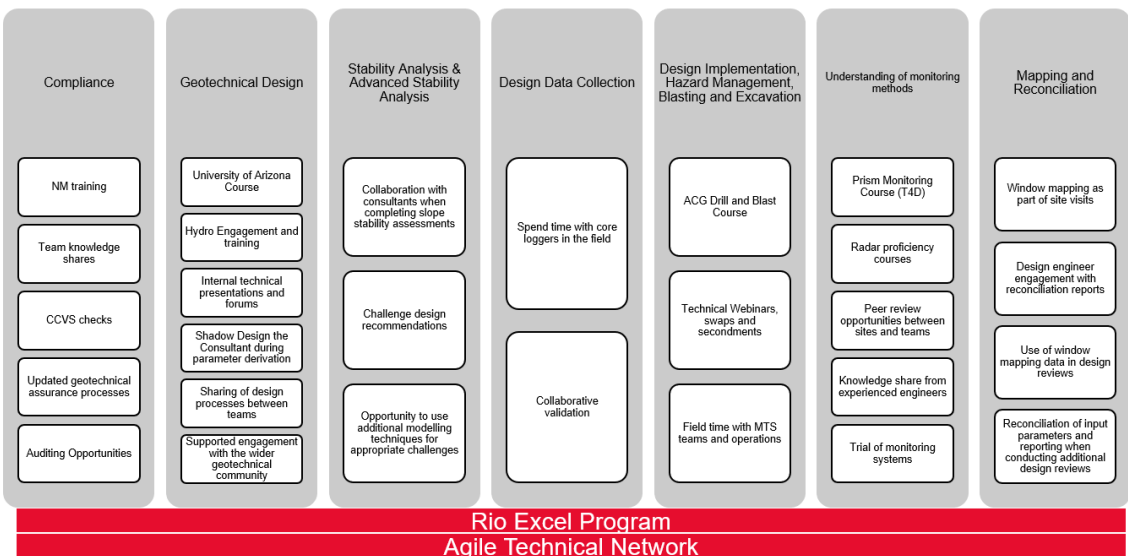 Compliance
NM training
Team knowledge
shares
CCVS checks
Updated geotechnical
assurance processes
Auditing Opportunities
Geotechnical Design
University of Arizona
Course
Hydro Engagement and
training
Internal technical
presentations and
forums
Shadow Design the
Consultant during
parameter derivation
Sharing of design
processes between
teams
Supported engagement
with the wider
geotechnical
community
Stability Analysis &
Advanced Stability
Analysis
Collaboration with
consultants when
completing slope
stability assessments
Challenge design
recommendations
Opportunity to use
additional modelling
techniques for
appropriate challenges
Design Data Collection
Spend time with core
loggers in the field
Collaborative
validation
Design Implementation,
Hazard Management,
Blasting and Excavation
ACG Drill and Blast
Course
Technical Webinars,
swaps and
secondments
Field time with MTS
teams and operations
Understanding of monitoring
methods
Prism Monitoring
Course (T4D)
Radar proficiency
courses
Peer review
opportunities between
sites and teams
Knowledge share from
experienced engineers
Trial of monitoring
systems
Mapping and
Reconciliation
Window mapping as
part of site visits
Design engineer
engagement with
reconciliation reports
Use of window
mapping data in design
reviews
Reconciliation of input
parameters and
reporting when
conducting additional
design reviews
Rio Excel Program
Agile Technical Network